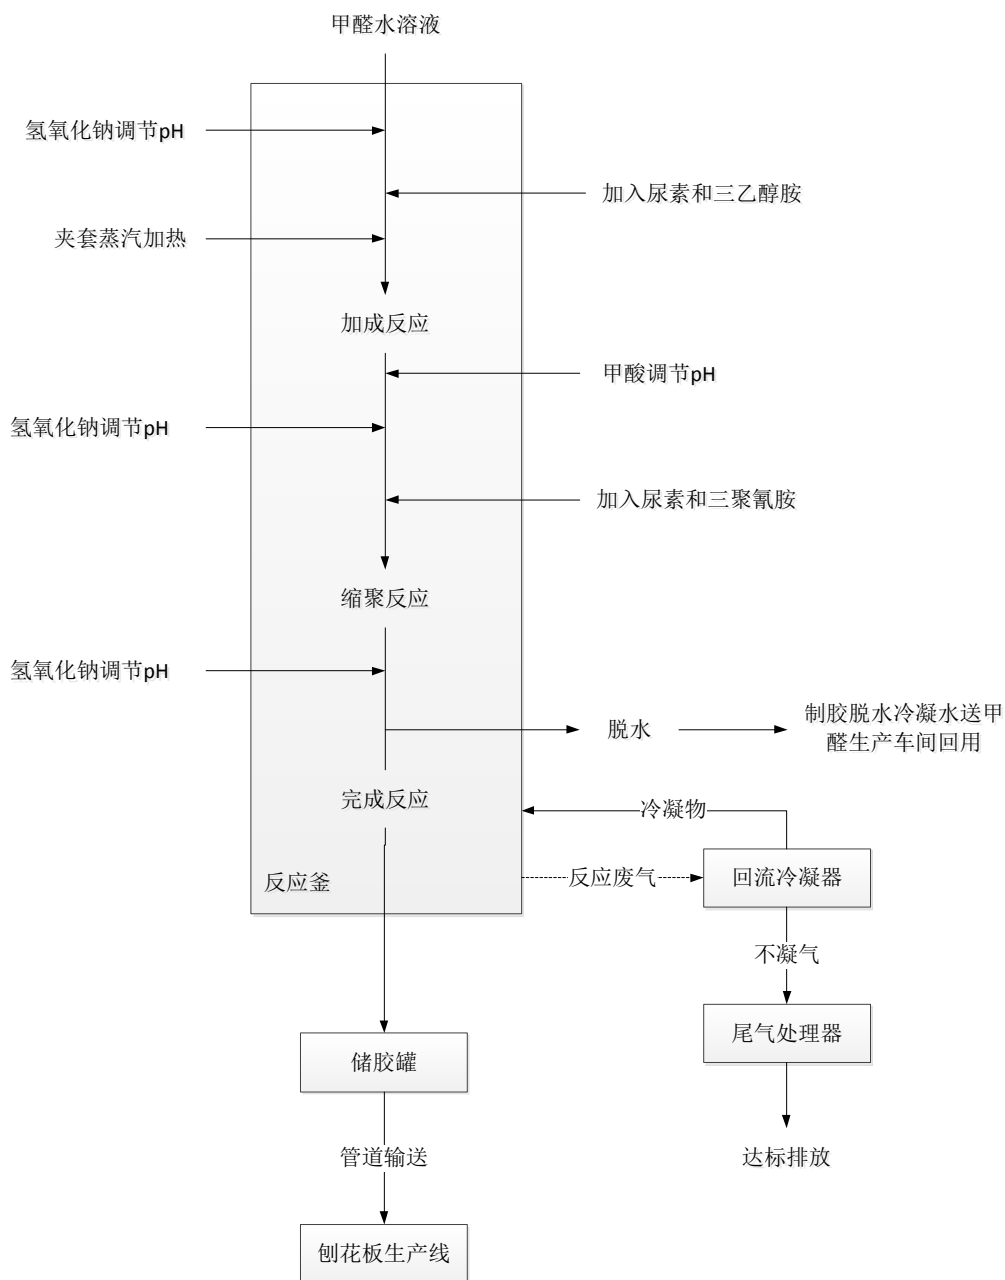 甲醛水溶液
氢氧化钠调节pH
加入尿素和三乙醇胺
夹套蒸汽加热
加成反应
甲酸调节pH
氢氧化钠调节pH
加入尿素和三聚氰胺
缩聚反应
氢氧化钠调节pH
脱水
制胶脱水冷凝水送甲
醛生产车间回用
完成反应
冷凝物
反应釜
反应废气
回流冷凝器
不凝气
尾气处理器
储胶罐
管道输送
达标排放
刨花板生产线